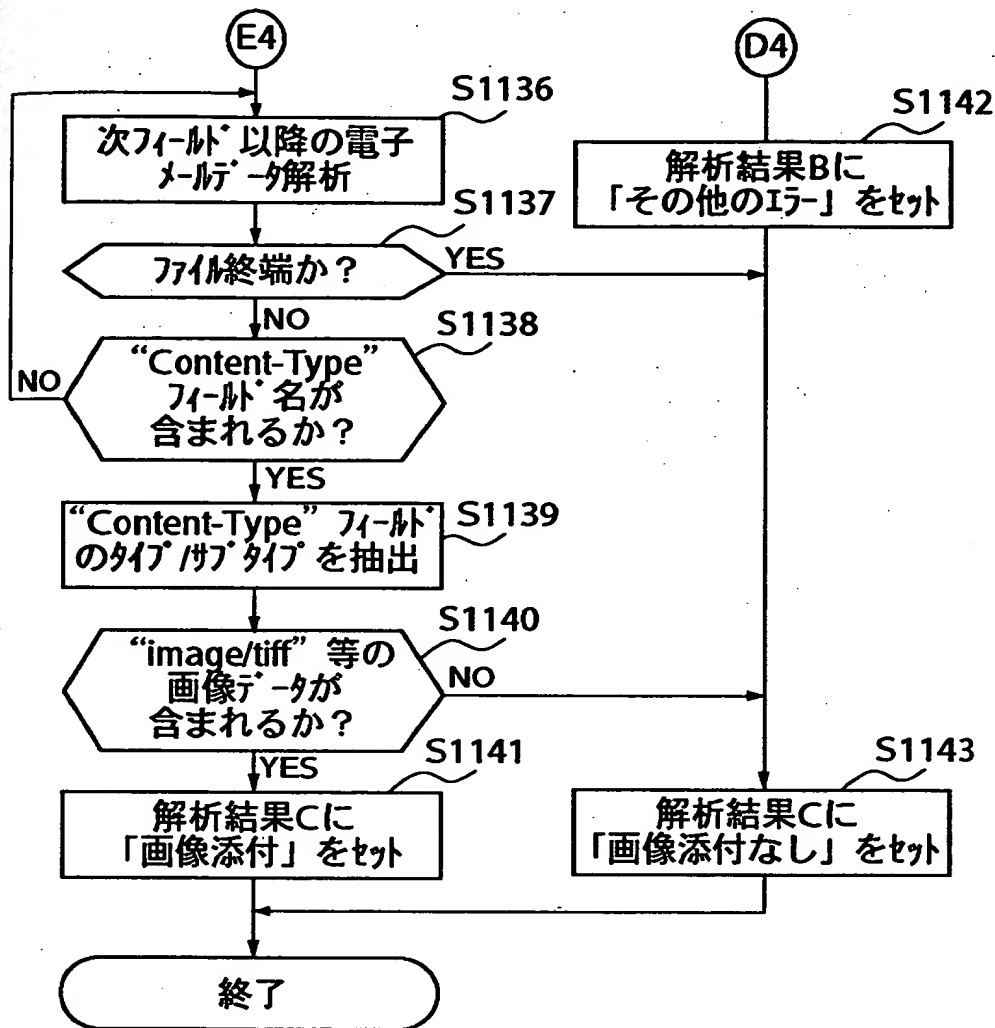 E4
D4
S1136
次ﾌｨｰﾙﾄﾞ以降の電子
ﾒｰﾙﾃﾞｰﾀ解析
S1142
解析結果Bに
「その他のｴﾗｰ」をｾｯﾄ
S1137
ﾌｧｲﾙ終端か？
YES
NO
S1138
“Content-Type”
ﾌｨｰﾙﾄﾞ名が
含まれるか？
NO
YES
S1139
“Content-Type” ﾌｨｰﾙﾄﾞ
のﾀｲﾌﾟ/ｻﾌﾞﾀｲﾌﾟを抽出
S1140
“image/tiff” 等の
画像ﾃﾞｰﾀが
含まれるか？
NO
YES
S1141
解析結果Cに
「画像添付」をｾｯﾄ
S1143
解析結果Cに
「画像添付なし」をｾｯﾄ
終了